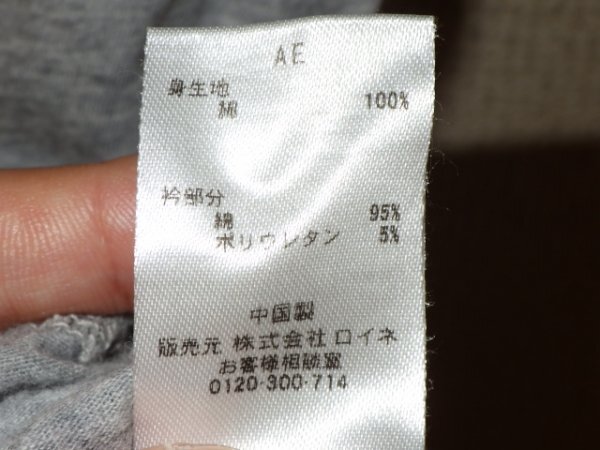 AE
身生地
綿 100%
衿部分
綿 95%
ポリウレタン 5%
中国製
販売元 株式会社ロイネ
お客様相談室
0120-300-714